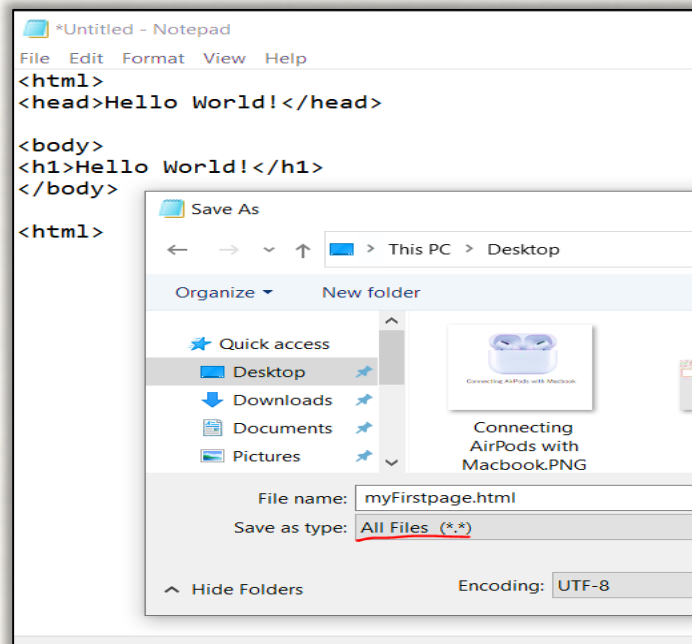 *Untitled - Notepad
File Edit Format View Help
<html>
<head>Hello World!</head>
<body>
<h1>Hello World!</h1>
</body>
<html>
Save As
This PC > Desktop
Organize New folder
Quick access
Desktop
Downloads
Documents
Pictures
Connecting AirPods with Macbook
Connecting
AirPods with
Macbook.PNG
File name: myFirstpage.html
Save as type: All Files (*.*)
Hide Folders Encoding: UTF-8